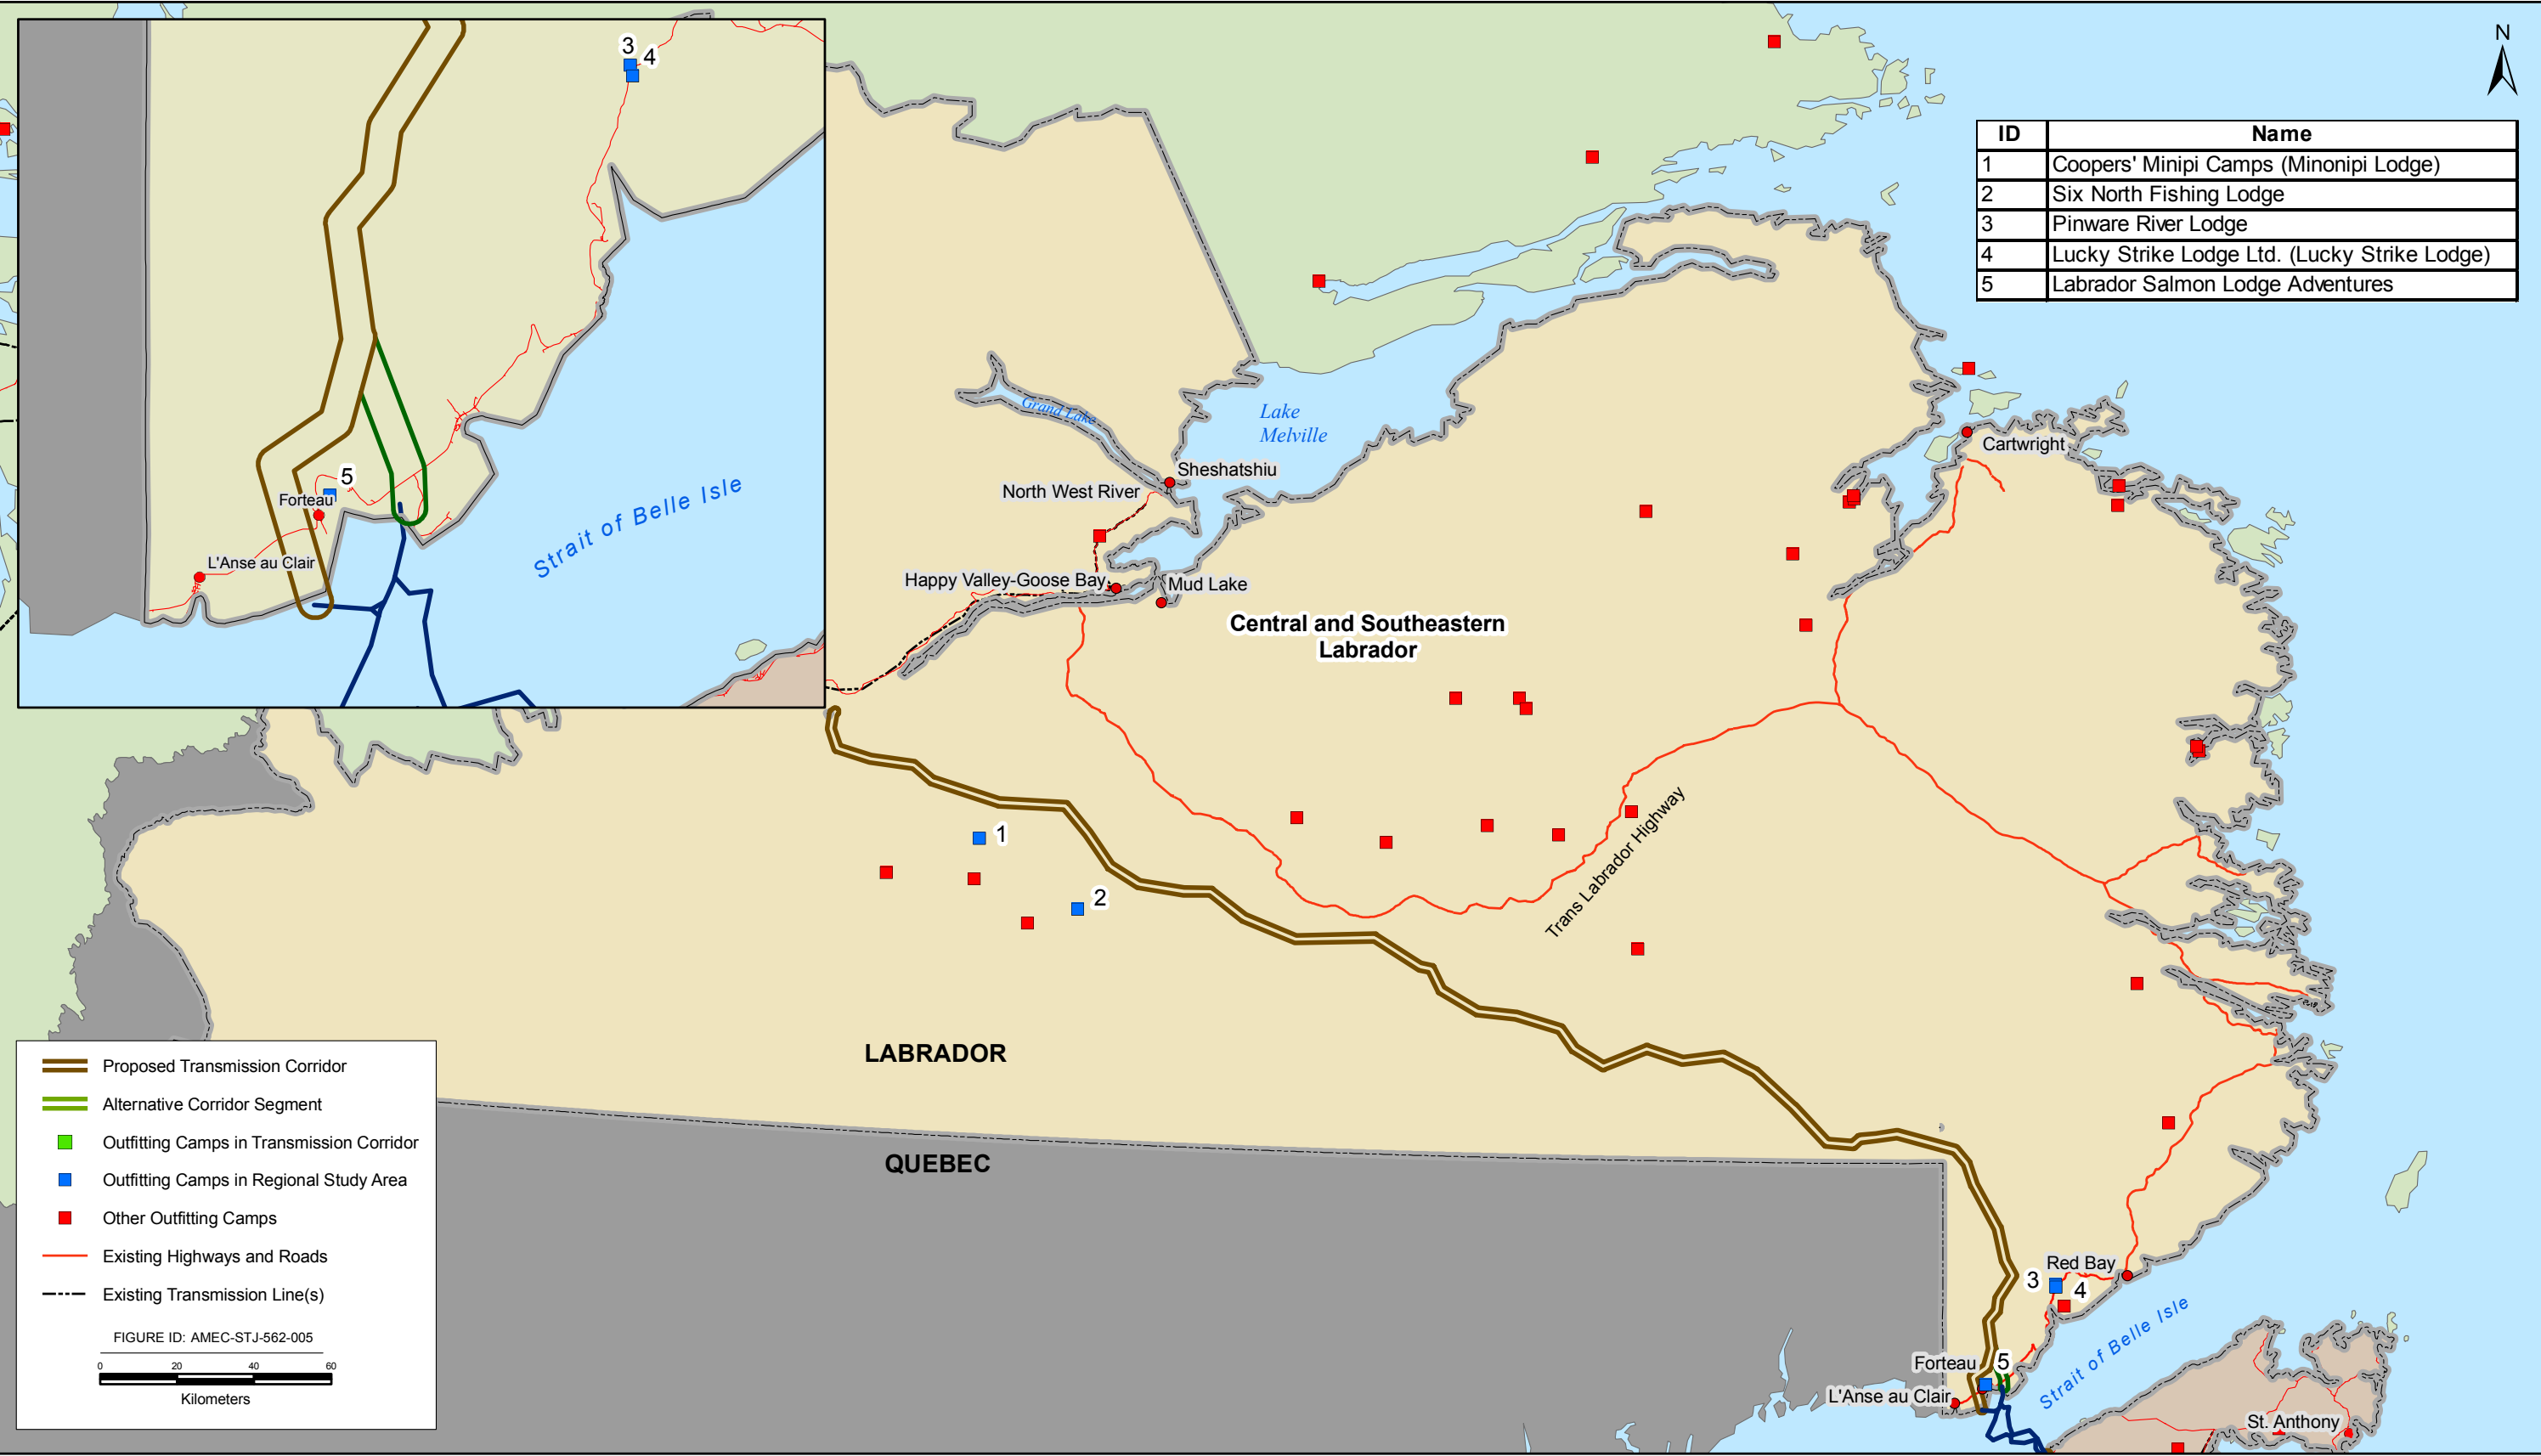 3
4
5
Forteau
L'Anse au Clair
Strait of Belle Isle
N
ID Name
1 Coopers' Minipi Camps (Minonipi Lodge)
2 Six North Fishing Lodge
3 Pinware River Lodge
4 Lucky Strike Lodge Ltd. (Lucky Strike Lodge)
5 Labrador Salmon Lodge Adventures
Grand Lake
Lake
Melville
Sheshatshiu
North West River
Cartwright
Happy Valley-Goose Bay
Mud Lake
Central and Southeastern
Labrador
Trans Labrador Highway
1
2
LABRADOR
QUEBEC
Red Bay
3
4
Forteau
5
L'Anse au Clair
Strait of Belle Isle
St. Anthony
Proposed Transmission Corridor
Alternative Corridor Segment
Outfitting Camps in Transmission Corridor
Outfitting Camps in Regional Study Area
Other Outfitting Camps
Existing Highways and Roads
Existing Transmission Line(s)
FIGURE ID: AMEC-STJ-562-005
0 20 40 60
Kilometers